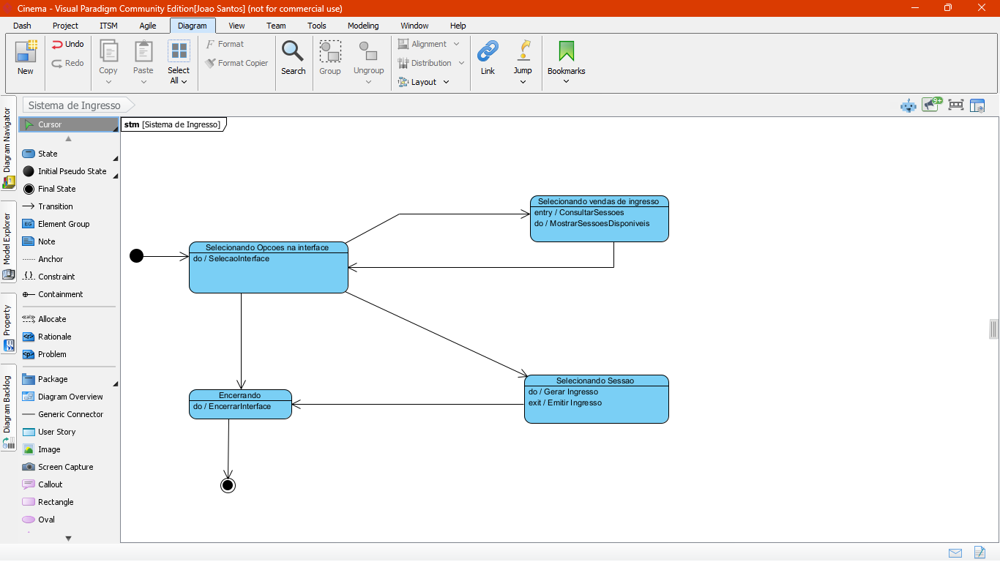 Cinema - Visual Paradigm Community Edition[Joao Santos] (not for commercial use)
Dash Project ITSM Agile Diagram View Team Tools Modeling Window Help
New
Undo
Redo
Copy
Paste
Select
All
Format
Format Copier
Search
Group
Ungroup
Alignment
Distribution
Layout
Link
Jump
Bookmarks
Sistema de Ingresso
9+
Diagram Navigator
Model Explorer
Property
Diagram Backlog
Cursor
State
Initial Pseudo State
Final State
Transition
EG Element Group
Note
Anchor
{ } Constraint
Containment
Allocate
<r> Rationale
<p> Problem
Package
Diagram Overview
Generic Connector
User Story
Image
Screen Capture
Callout
Rectangle
Oval
stm [Sistema de Ingresso]
Selecionando vendas de ingresso
entry / ConsultarSessoes
do / MostrarSessoesDisponiveis
Selecionando Opcoes na interface
do / SelecaoInterface
Encerrando
do / EncerrarInterface
Selecionando Sessao
do / Gerar Ingresso
exit / Emitir Ingresso